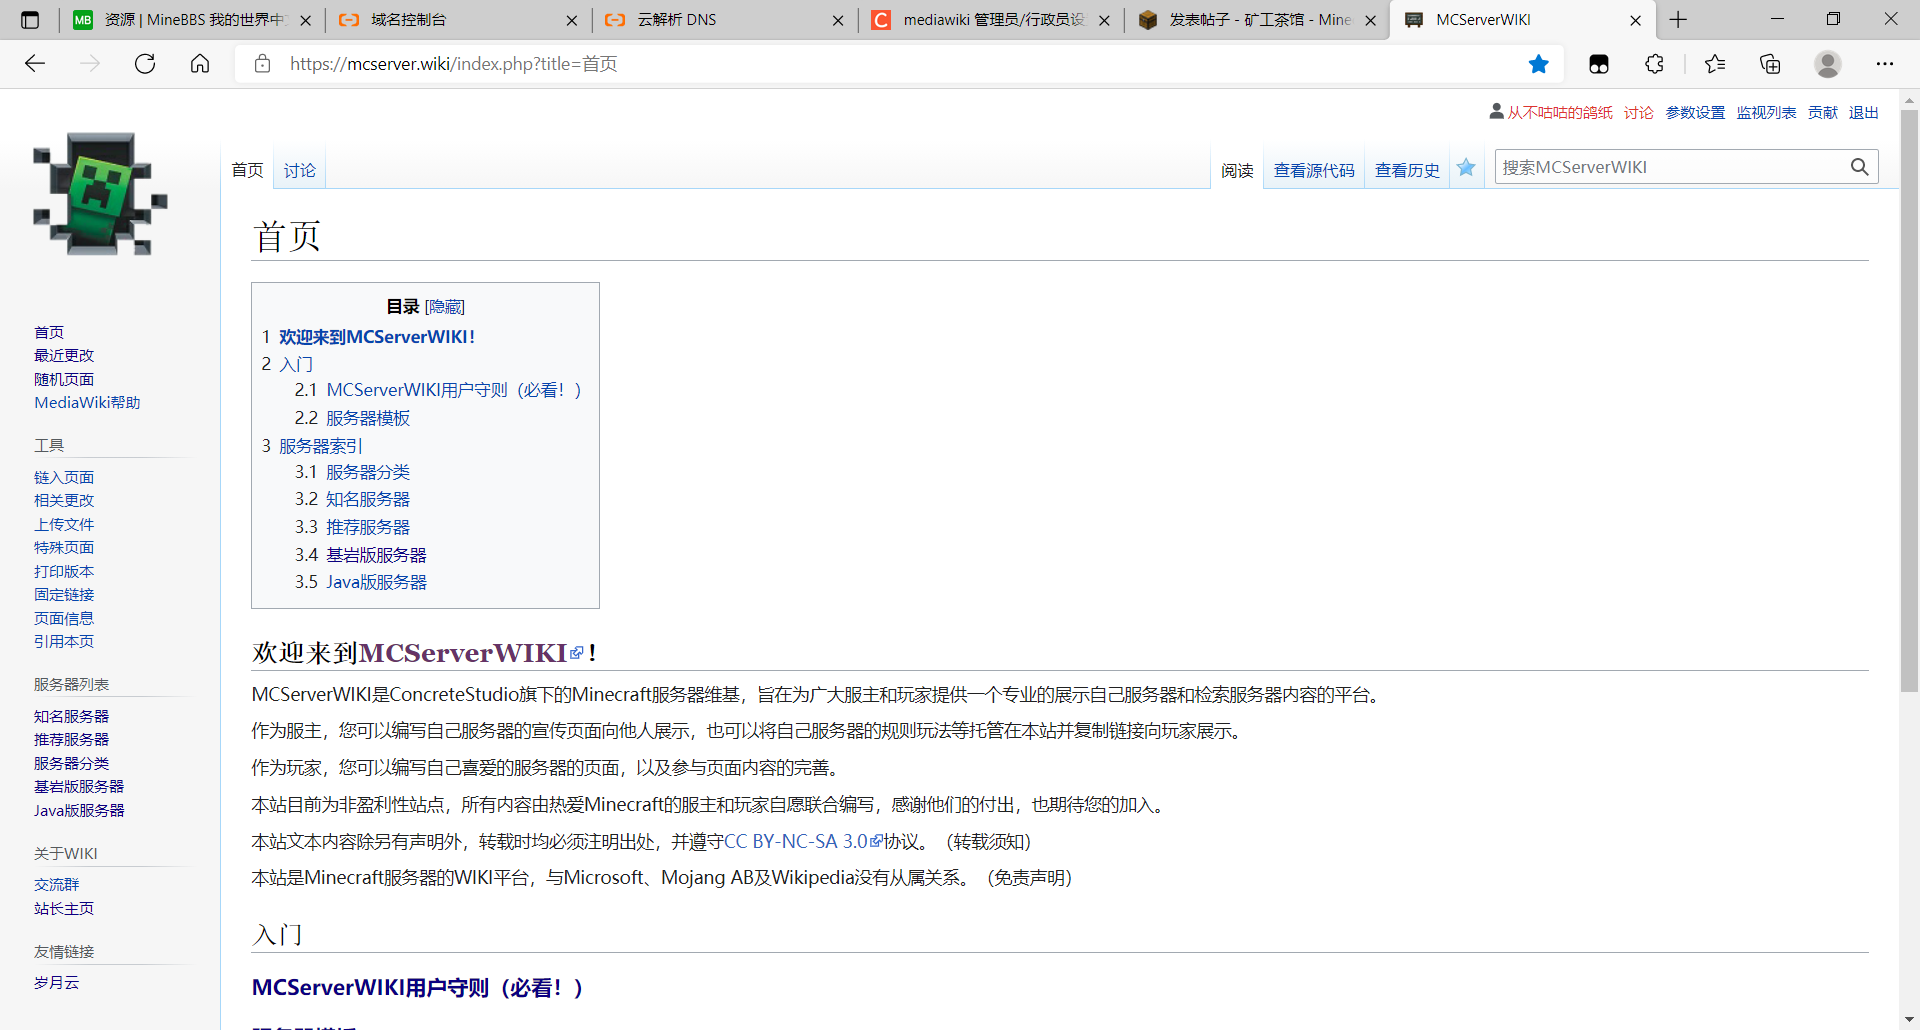 资源 | MineBBS 我的世界中
域名控制台
云解析 DNS
mediawiki 管理员/行政员设
发表帖子 - 矿工茶馆 - Mine
MCServerWIKI
https://mcserver.wiki/index.php?title=首页
从不咕咕的鸽纸 讨论 参数设置 监视列表 贡献 退出
首页 讨论 阅读 查看源代码 查看历史 搜索MCServerWIKI
首页
目录 [隐藏]
1 欢迎来到MCServerWIKI！
2 入门
2.1 MCServerWIKI用户守则（必看！）
2.2 服务器模板
3 服务器索引
3.1 服务器分类
3.2 知名服务器
3.3 推荐服务器
3.4 基岩版服务器
3.5 Java版服务器
欢迎来到MCServerWIKI！
MCServerWIKI是ConcreteStudio旗下的Minecraft服务器维基，旨在为广大服主和玩家提供一个专业的展示自己服务器和检索服务器内容的平台。
作为服主，您可以编写自己服务器的宣传页面向他人展示，也可以将自己服务器的规则玩法等托管在本站并复制链接向玩家展示。
作为玩家，您可以编写自己喜爱的服务器的页面，以及参与页面内容的完善。
本站目前为非盈利性站点，所有内容由热爱Minecraft的服主和玩家自愿联合编写，感谢他们的付出，也期待您的加入。
本站文本内容除另有声明外，转载时均必须注明出处，并遵守CC BY-NC-SA 3.0协议。（转载须知）
本站是Minecraft服务器的WIKI平台，与Microsoft、Mojang AB及Wikipedia没有从属关系。（免责声明）
入门
MCServerWIKI用户守则（必看！）
服务器模板
首页
最近更改
随机页面
MediaWiki帮助
工具
链入页面
相关更改
上传文件
特殊页面
打印版本
固定链接
页面信息
引用本页
服务器列表
知名服务器
推荐服务器
服务器分类
基岩版服务器
Java版服务器
关于WIKI
交流群
站长主页
友情链接
岁月云